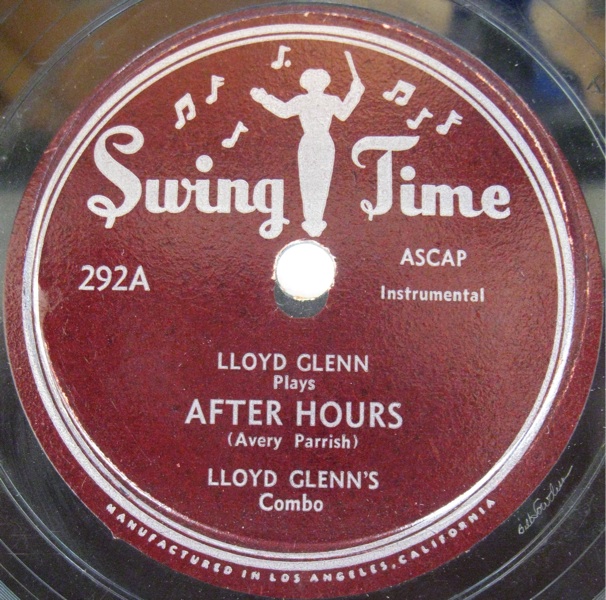 Swing Time
292A
ASCAP
Instrumental
LLOYD GLENN
Plays
AFTER HOURS
(Avery Parrish)
LLOYD GLENN'S
Combo
MANUFACTURED IN LOS ANGELES, CALIFORNIA